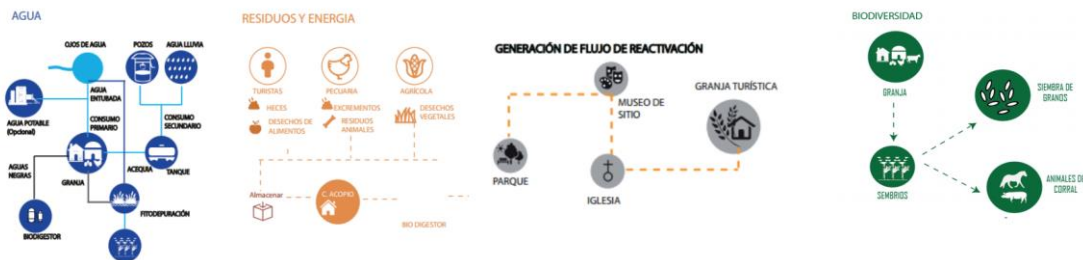 AGUA
OJOS DE AGUA
POZOS
AGUA LLUVIA
AGUA
ENTUBADA
AGUA POTABLE
(Opcional)
CONSUMO
PRIMARIO
CONSUMO
SECUNDARIO
AGUAS
NEGRAS
GRANJA
ACEQUIA
TANQUE
FITODEPURACIÓN
BIODIGESTOR
RESIDUOS Y ENERGIA
TURISTAS
PECUARIA
AGRÍCOLA
HECES
DESECHOS DE
ALIMENTOS
EXCREMENTOS
RESIDUOS
ANIMALES
DESECHOS
VEGETALES
Almacenar
C. ACOPIO
BIO DIGESTOR
GENERACIÓN DE FLUJO DE REACTIVACIÓN
MUSEO DE
SITIO
GRANJA TURÍSTICA
PARQUE
IGLESIA
BIODIVERSIDAD
GRANJA
SIEMBRA DE
GRANOS
SEMBRIOS
ANIMALES DE
CORRAL